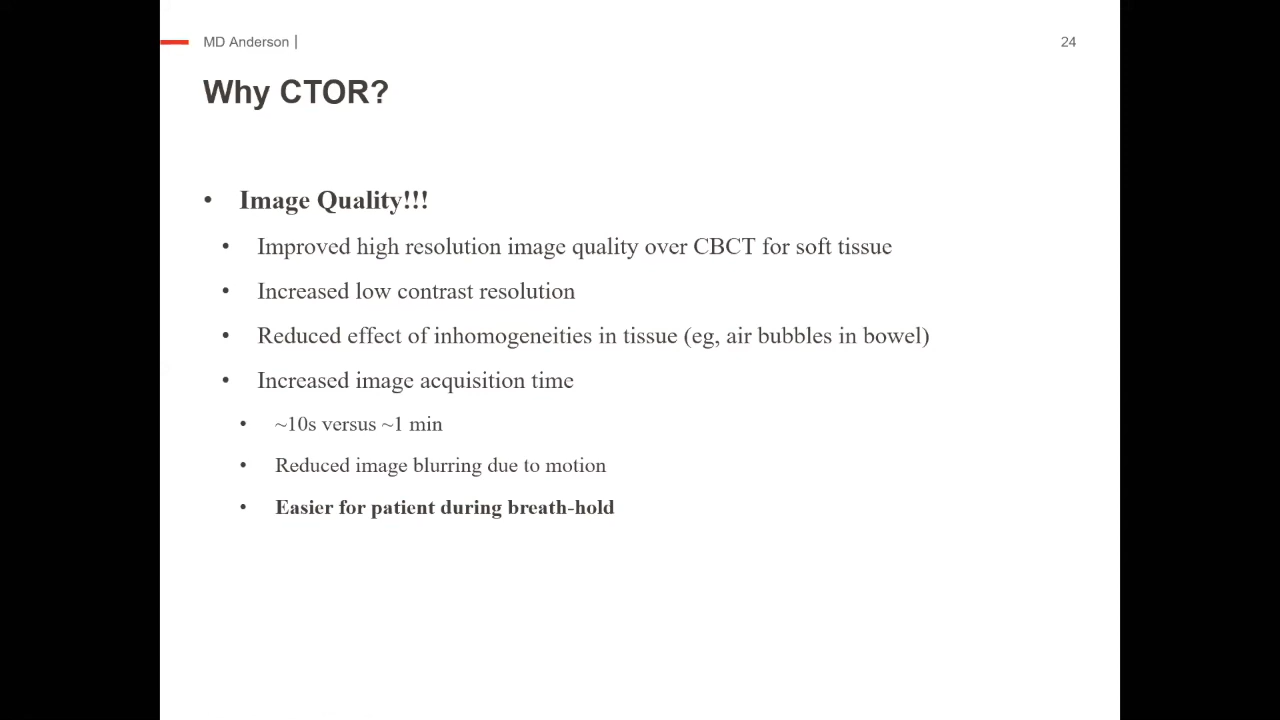 MD Anderson |
24
Why CTOR?
• Image Quality!!!
• Improved high resolution image quality over CBCT for soft tissue
• Increased low contrast resolution
• Reduced effect of inhomogeneities in tissue (eg, air bubbles in bowel)
• Increased image acquisition time
• ~10s versus ~1 min
• Reduced image blurring due to motion
• Easier for patient during breath-hold